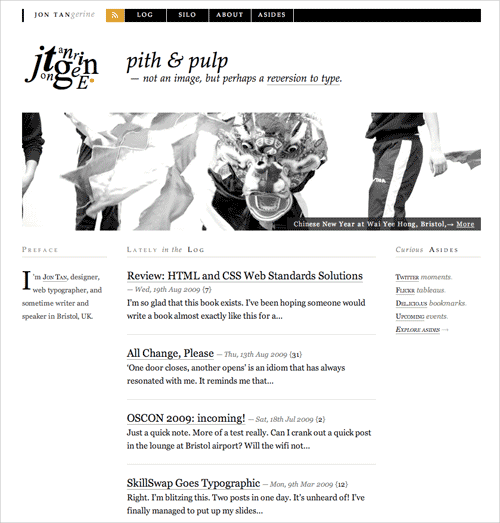 JON TANgerine LOG SILO ABOUT ASIDES
jontangerinE
pith & pulp
— not an image, but perhaps a reversion to type.
Chinese New Year at Wai Yee Hong, Bristol,→ More
PREFACE
I'm JON TAN, designer,
web typographer, and
sometime writer and
speaker in Bristol, UK.
LATELY in the LOG
Review: HTML and CSS Web Standards Solutions
— Wed, 19th Aug 2009 {7}
I'm so glad that this book exists. I've been hoping someone would
write a book almost exactly like this for a...
All Change, Please — Thu, 13th Aug 2009 {31}
'One door closes, another opens' is an idiom that has always
resonated with me. It reminds me that...
OSCON 2009: incoming! — Sat, 18th Jul 2009 {2}
Just a quick note. More of a test really. Can I crank out a quick post
in the lounge at Bristol airport? Will the wifi not...
SkillSwap Goes Typographic — Mon, 9th Mar 2009 {12}
Right. I'm blitzing this. Two posts in one day. It's unheard of! I've
finally managed to put up my slides...
Curious ASIDES
TWITTER moments.
FLICKR tableaus.
DEL.ICIO.US bookmarks.
UPCOMING events.
EXPLORE ASIDES →